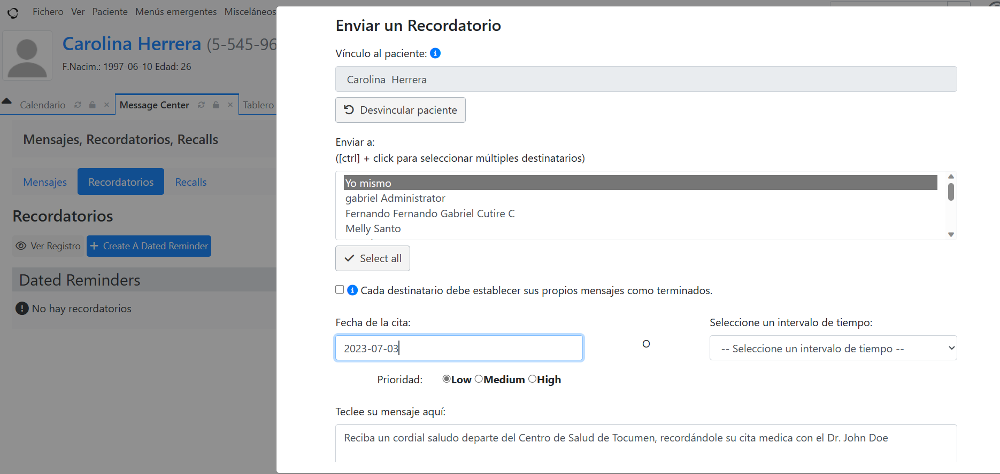 Fichero Ver Paciente Menús emergentes Misceláneos
Carolina Herrera (5-545-96
F.Nacim.: 1997-06-10 Edad: 26
Calendario Message Center Tablero
Mensajes, Recordatorios, Recalls
Mensajes Recordatorios Recalls
Recordatorios
Ver Registro + Create A Dated Reminder
Dated Reminders
No hay recordatorios
Enviar un Recordatorio
Vínculo al paciente:
Carolina Herrera
Desvincular paciente
Enviar a:
([ctrl] + click para seleccionar múltiples destinatarios)
Yo mismo
gabriel Administrator
Fernando Fernando Gabriel Cutire C
Melly Santo
Select all
Cada destinatario debe establecer sus propios mensajes como terminados.
Fecha de la cita:
2023-07-03
O
Seleccione un intervalo de tiempo:
-- Seleccione un intervalo de tiempo --
Prioridad: Low Medium High
Teclee su mensaje aquí:
Reciba un cordial saludo departe del Centro de Salud de Tocumen, recordándole su cita medica con el Dr. John Doe